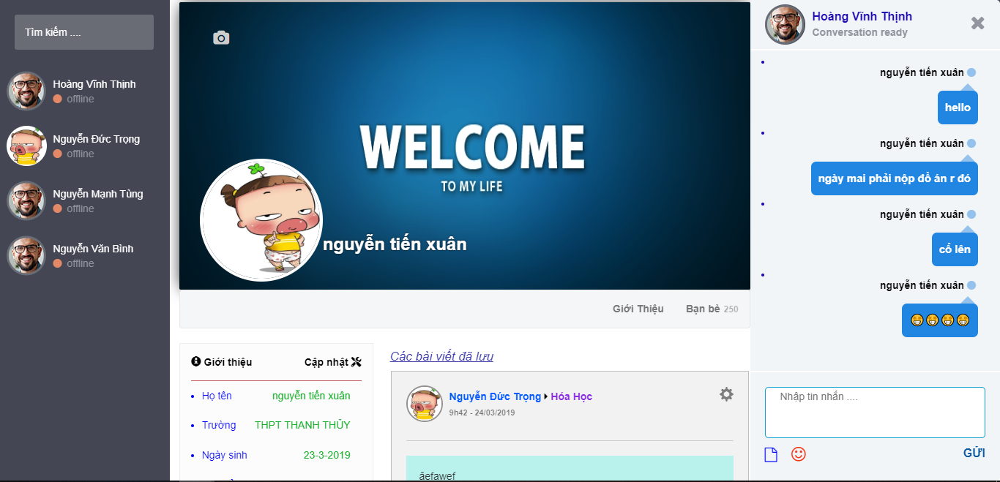 Tìm kiếm ....
Hoàng Vĩnh Thịnh
offline
Nguyễn Đức Trọng
offline
Nguyễn Mạnh Tùng
offline
Nguyễn Văn Bình
offline
WELCOME
TO MY LIFE
nguyễn tiến xuân
Giới Thiệu Bạn bè 250
Giới thiệu Cập nhật
Họ tên nguyễn tiến xuân
Trường THPT THANH THỦY
Ngày sinh 23-3-2019
Các bài viết đã lưu
Nguyễn Đức Trọng Hóa Học
9h42 - 24/03/2019
ăefawef
Hoàng Vĩnh Thịnh
Conversation ready
nguyễn tiến xuân
hello
nguyễn tiến xuân
ngày mai phải nộp đồ án r đó
nguyễn tiến xuân
cố lên
nguyễn tiến xuân
😁😁😁😁
Nhập tin nhắn ....
GỬI